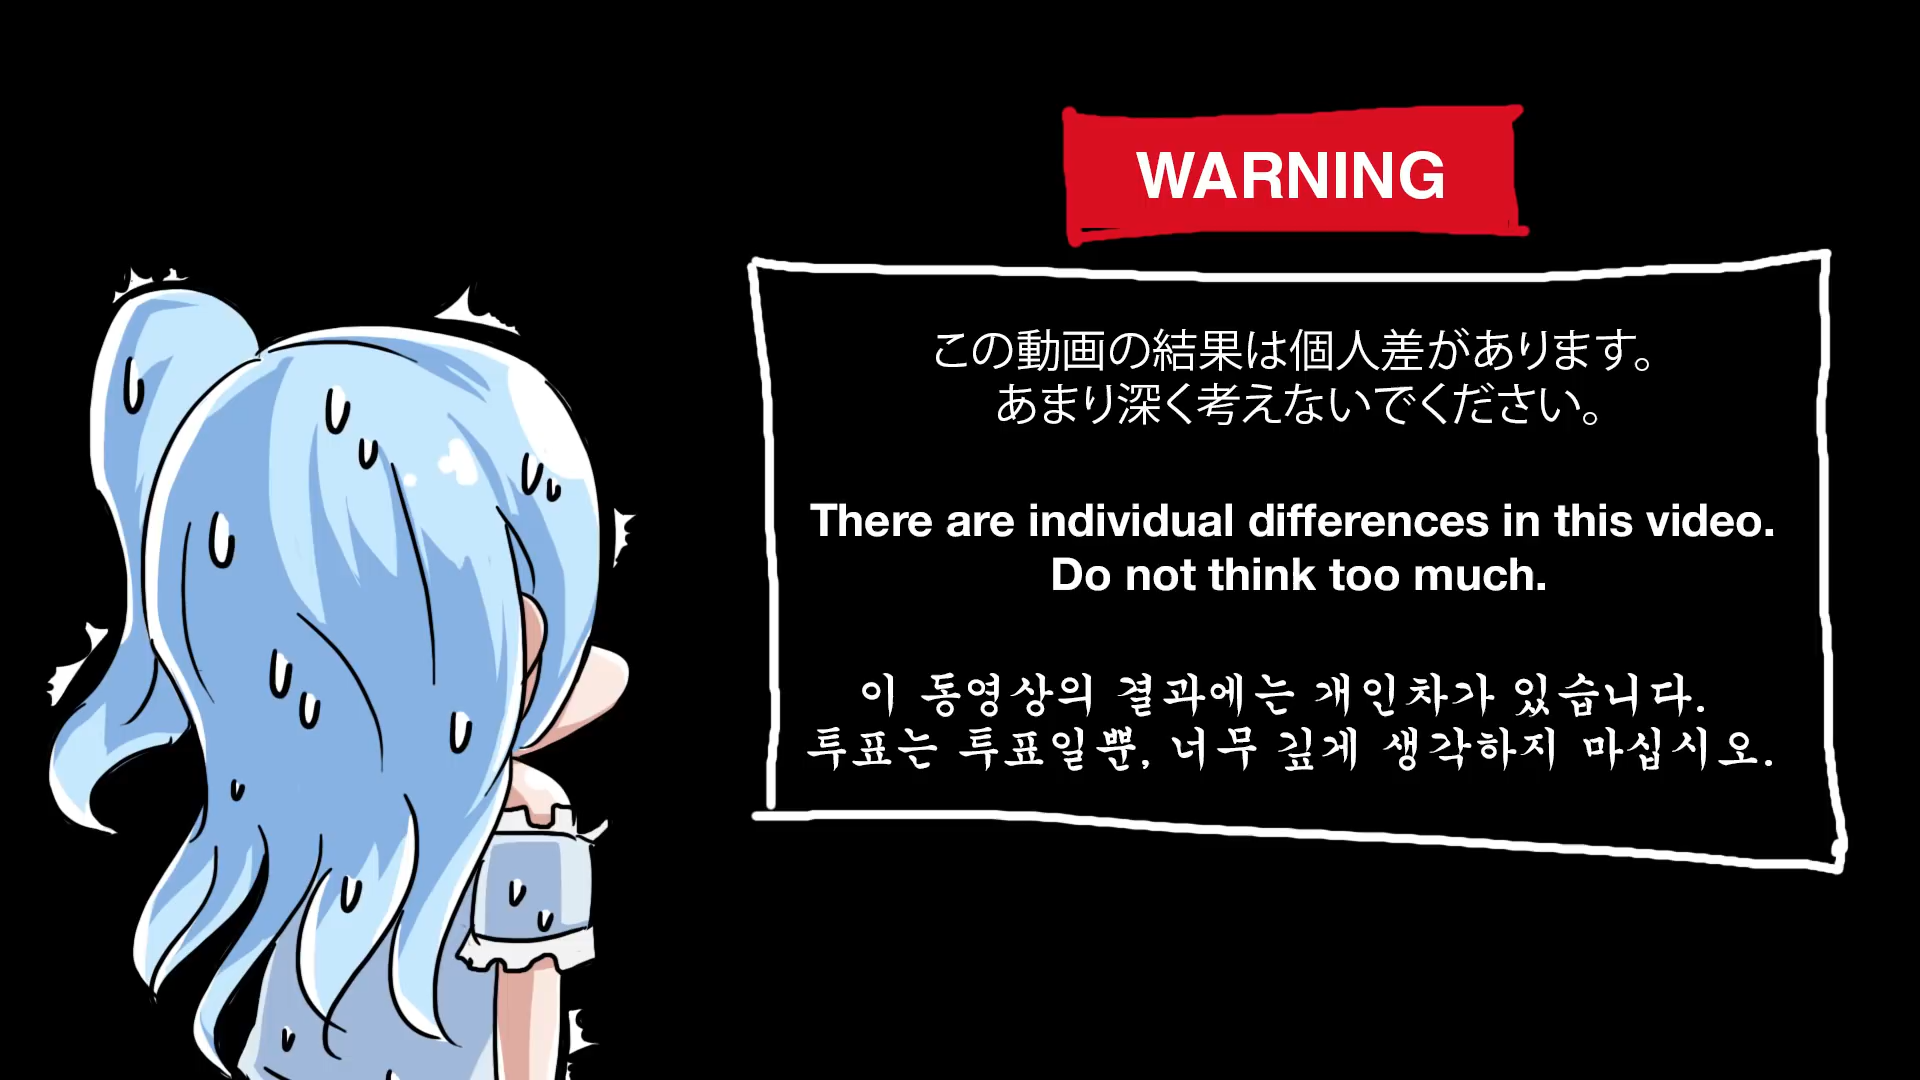 WARNING
この動画の結果は個人差があります。
あまり深く考えないでください。
There are individual differences in this video.
Do not think too much.
이 동영상의 결과에는 개인차가 있습니다.
투표는 투표일뿐, 너무 깊게 생각하지 마십시오.